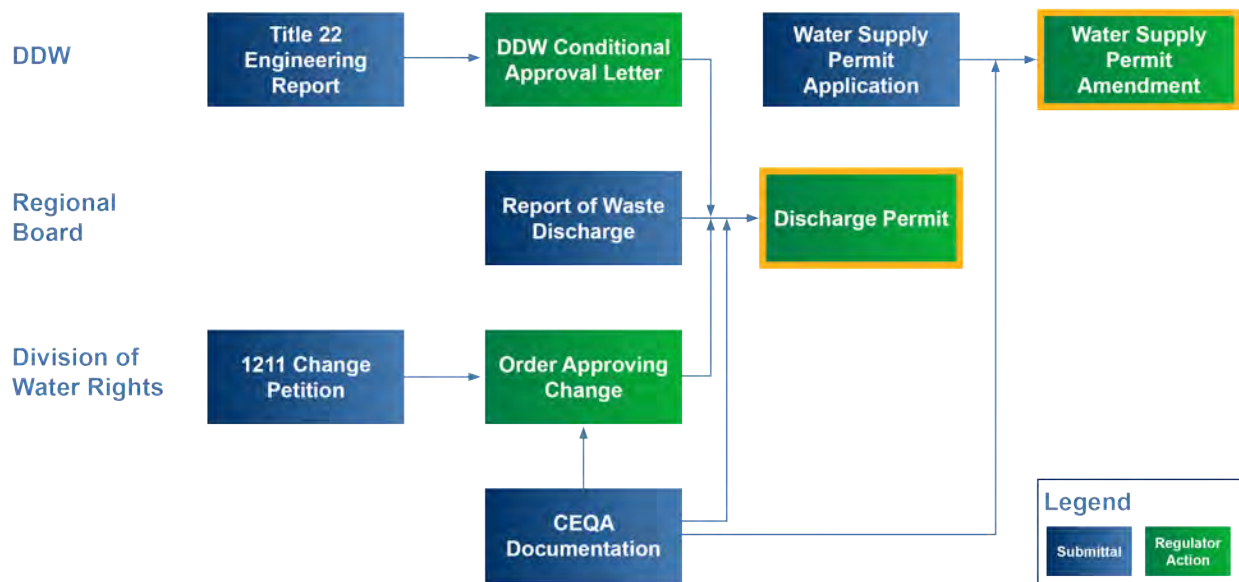 DDW
Title 22
Engineering
Report
DDW Conditional
Approval Letter
Water Supply
Permit
Application
Water Supply
Permit
Amendment
Regional
Board
Report of Waste
Discharge
Discharge Permit
Division of
Water Rights
1211 Change
Petition
Order Approving
Change
CEQA
Documentation
Legend
Submittal
Regulator
Action